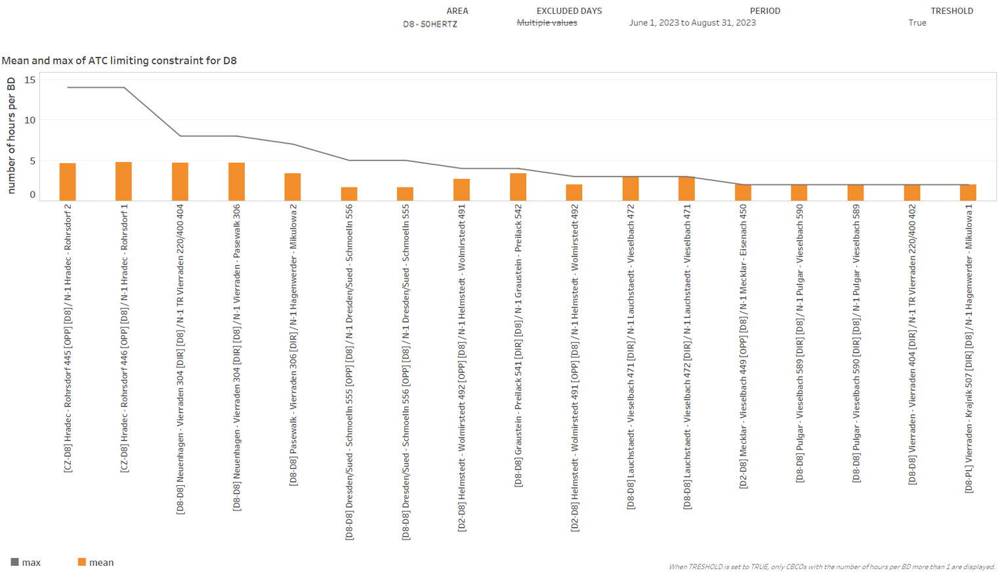 AREA
D8 - 50HERTZ
EXCLUDED DAYS
Multiple values
PERIOD
June 1, 2023 to August 31, 2023
TRESHOLD
True
Mean and max of ATC limiting constraint for D8
number of hours per BD
15
10
5
0
[CZ-D8] Hradec - Rohrsdorf 445 [OPP] [D8] / N-1 Hradec - Rohrsdorf 2
[CZ-D8] Hradec - Rohrsdorf 446 [OPP] [D8] / N-1 Hradec - Rohrsdorf 1
[D8-D8] Neuenhagen - Vierraden 304 [DIR] [D8] / N-1 TR Vierraden 220/400 404
[D8-D8] Neuenhagen - Vierraden 304 [DIR] [D8] / N-1 Vierraden - Pasewalk 306
[D8-D8] Pasewalk - Vierraden 306 [DIR] / N-1 Hagenwerder - Mikulowa 2
[D8-D8] Dresden/Sued - Schmoelln 555 [OPP] [D8] / N-1 Dresden/Sued - Schmoelln 556
[D8-D8] Dresden/Sued - Schmoelln 556 [OPP] [D8] / N-1 Dresden/Sued - Schmoelln 555
[D2-D8] Helmstedt - Wolmirstedt 492 [OPP] [D8] / N-1 Helmstedt - Wolmirstedt 491
[D8-D8] Graustein - Preilack 541 [DIR] [D8] / N-1 Graustein - Preilack 542
[D2-D8] Helmstedt - Wolmirstedt 491 [OPP] [D8] / N-1 Helmstedt - Wolmirstedt 492
[D8-D8] Lauchstaedt - Vieselbach 471 [DIR] / N-1 Lauchstaedt - Vieselbach 472
[D8-D8] Lauchstaedt - Vieselbach 472 [DIR] / N-1 Lauchstaedt - Vieselbach 471
[D2-D8] Mecklar - Vieselbach 449 [OPP] [D8] / N-1 Mecklar - Eisenach 450
[D8-D8] Pulgar - Vieselbach 589 [DIR] [D8] / N-1 Pulgar - Vieselbach 590
[D8-D8] Pulgar - Vieselbach 590 [DIR] [D8] / N-1 Pulgar - Vieselbach 589
[D8-D8] Vierraden - Vierraden 404 [DIR] / N-1 TR Vierraden 220/400 402
[D8-PL] Vierraden - Krajnik 507 [DIR] [D8] / N-1 Hagenwerder - Mikulowa 1
max
mean
When TRESHOLD is set to TRUE, only CBCOs with the number of hours per BD more than 1 are displayed.